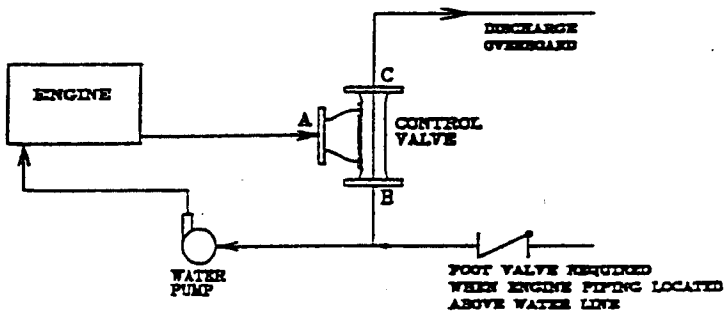 DISCHARGE
OVERBOARD
C
ENGINE
A
CONTROL
VALVE
B
WATER
PUMP
FOOT VALVE REQUIRED
WHEN ENGINE PIPING LOCATED
ABOVE WATER LINE